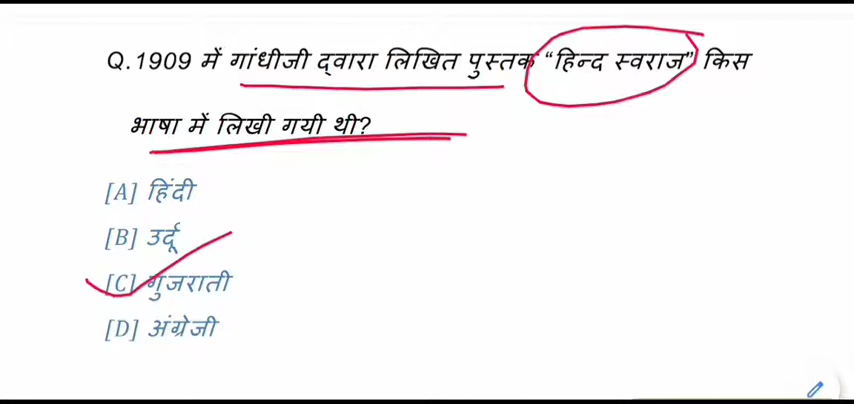 Q.1909 में गांधीजी द्वारा लिखित पुस्तक “हिन्द स्वराज” किस
भाषा में लिखी गयी थी?
[A] हिंदी
[B] उर्दू
[C] गुजराती
[D] अंग्रेजी